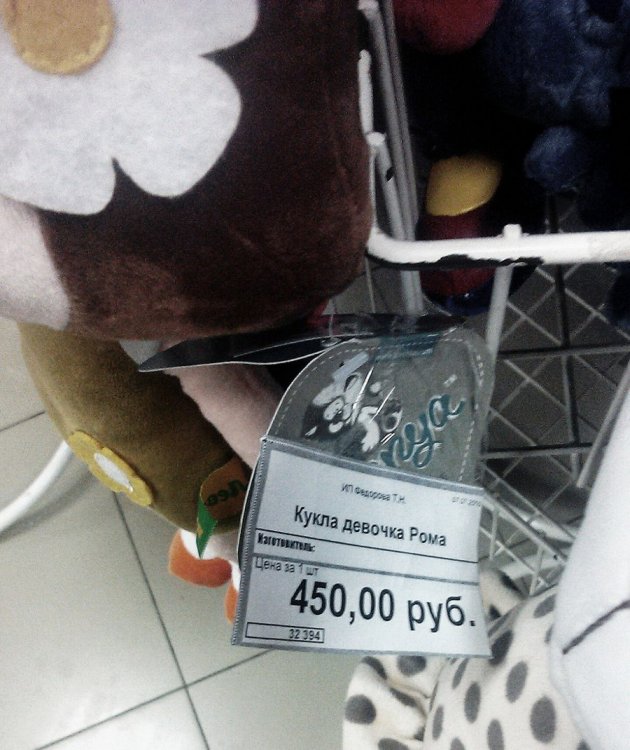 ИП Федорова Т.Н.
Кукла девочка Рома
Изготовитель:
Цена за 1 шт
450,00 руб.
32 394